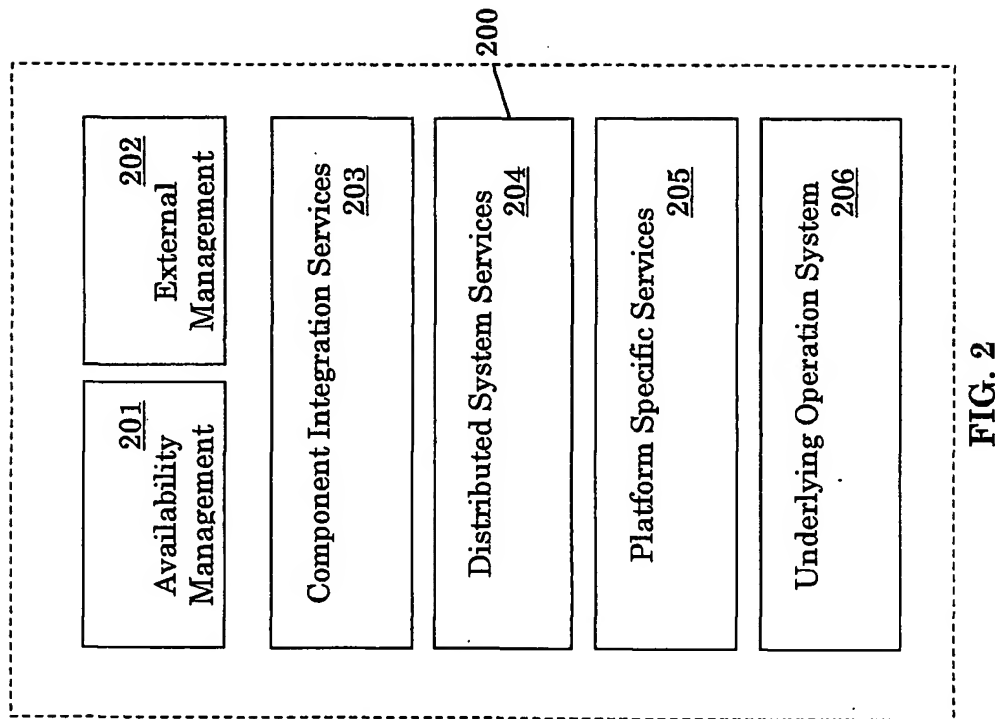 200
201
Availability
Management
202
External
Management
Component Integration Services
203
Distributed System Services
204
Platform Specific Services
205
Underlying Operation System
206
FIG. 2